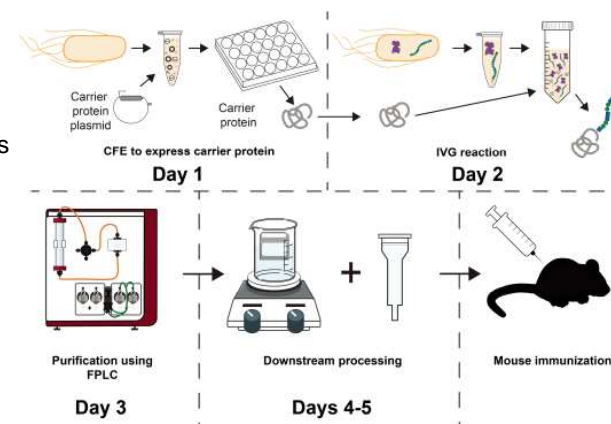 Carrier
protein
plasmid
Carrier
protein
s
CFE to express carrier protein
Day 1
IVG reaction
Day 2
Purification using
FPLC
Day 3
+
Downstream processing
Days 4-5
Mouse immunization